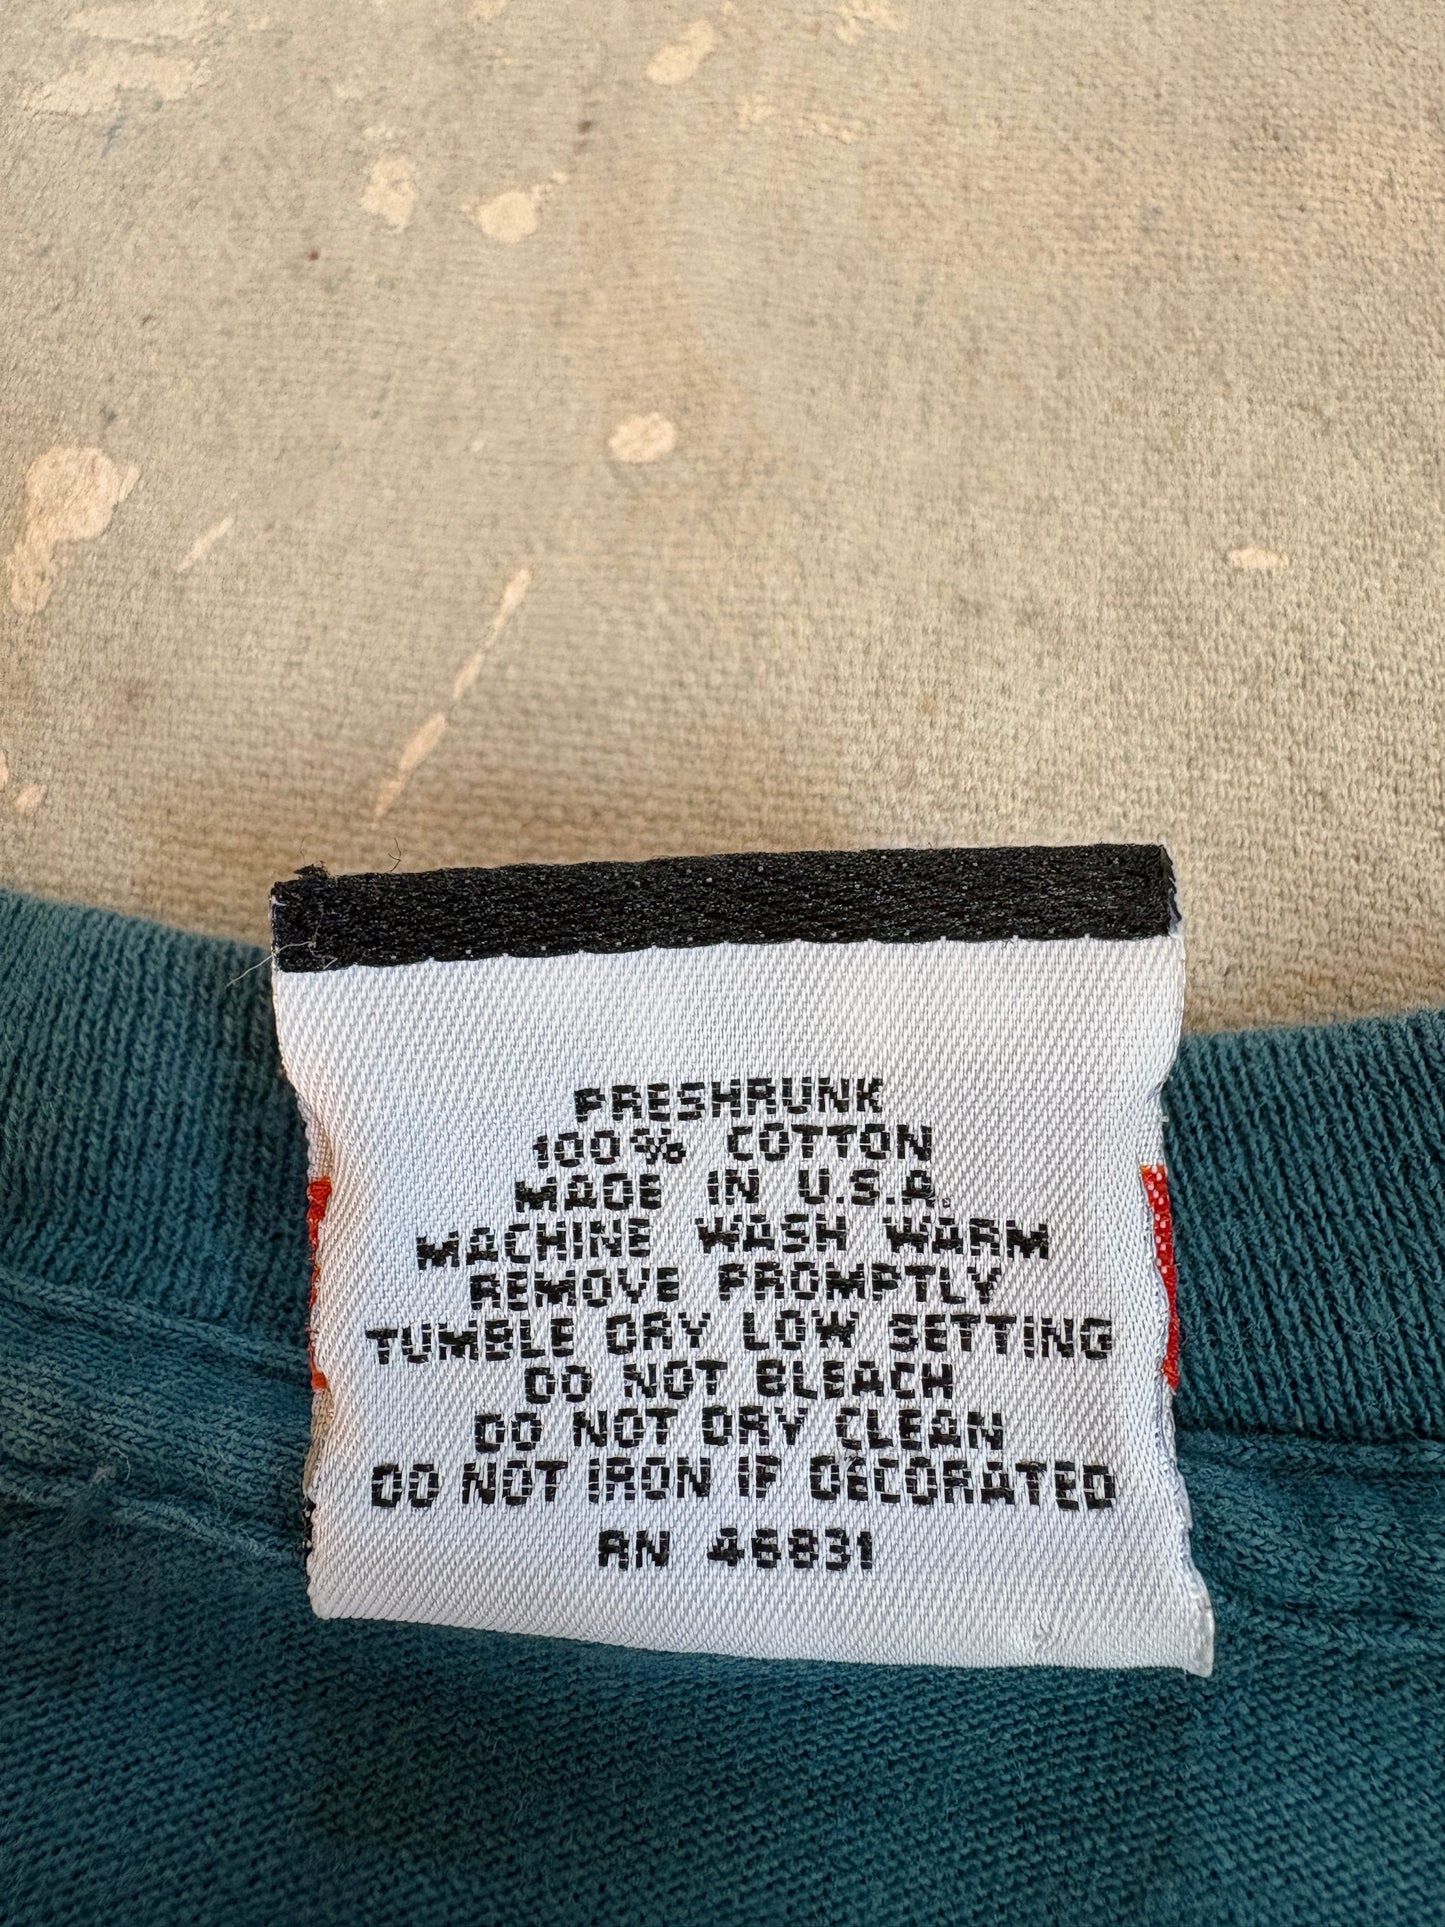 PRESHRUNK
100% COTTON
MADE IN U.S.A.
MACHINE WASH WARM
REMOVE PROMPTLY
TUMBLE DRY LOW SETTING
DO NOT BLEACH
DO NOT DRY CLEAN
DO NOT IRON IF DECORATED
RN 46831